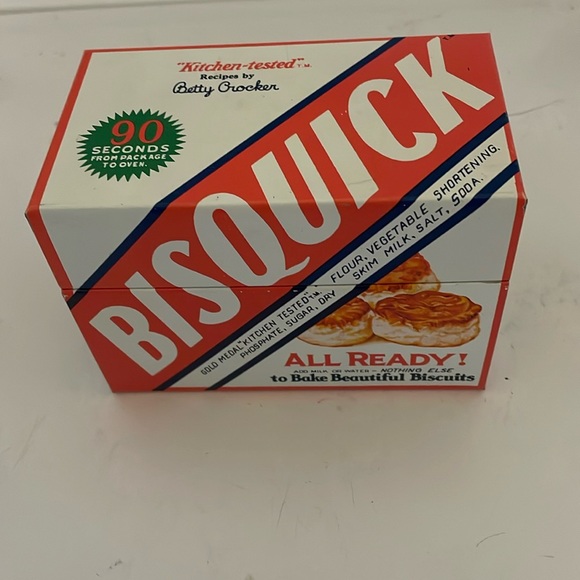 "Kitchen-tested" T.M.
Recipes by
Betty Crocker
90
SECONDS
FROM PACKAGE
TO OVEN.
BISQUICK
GOLD MEDAL "KITCHEN TESTED" T.M. FLOUR, VEGETABLE SHORTENING,
PHOSPHATE, SUGAR, DRY SKIM MILK, SALT, SODA.
ALL READY!
ADD MILK OR WATER - NOTHING ELSE
to Bake Beautiful Biscuits